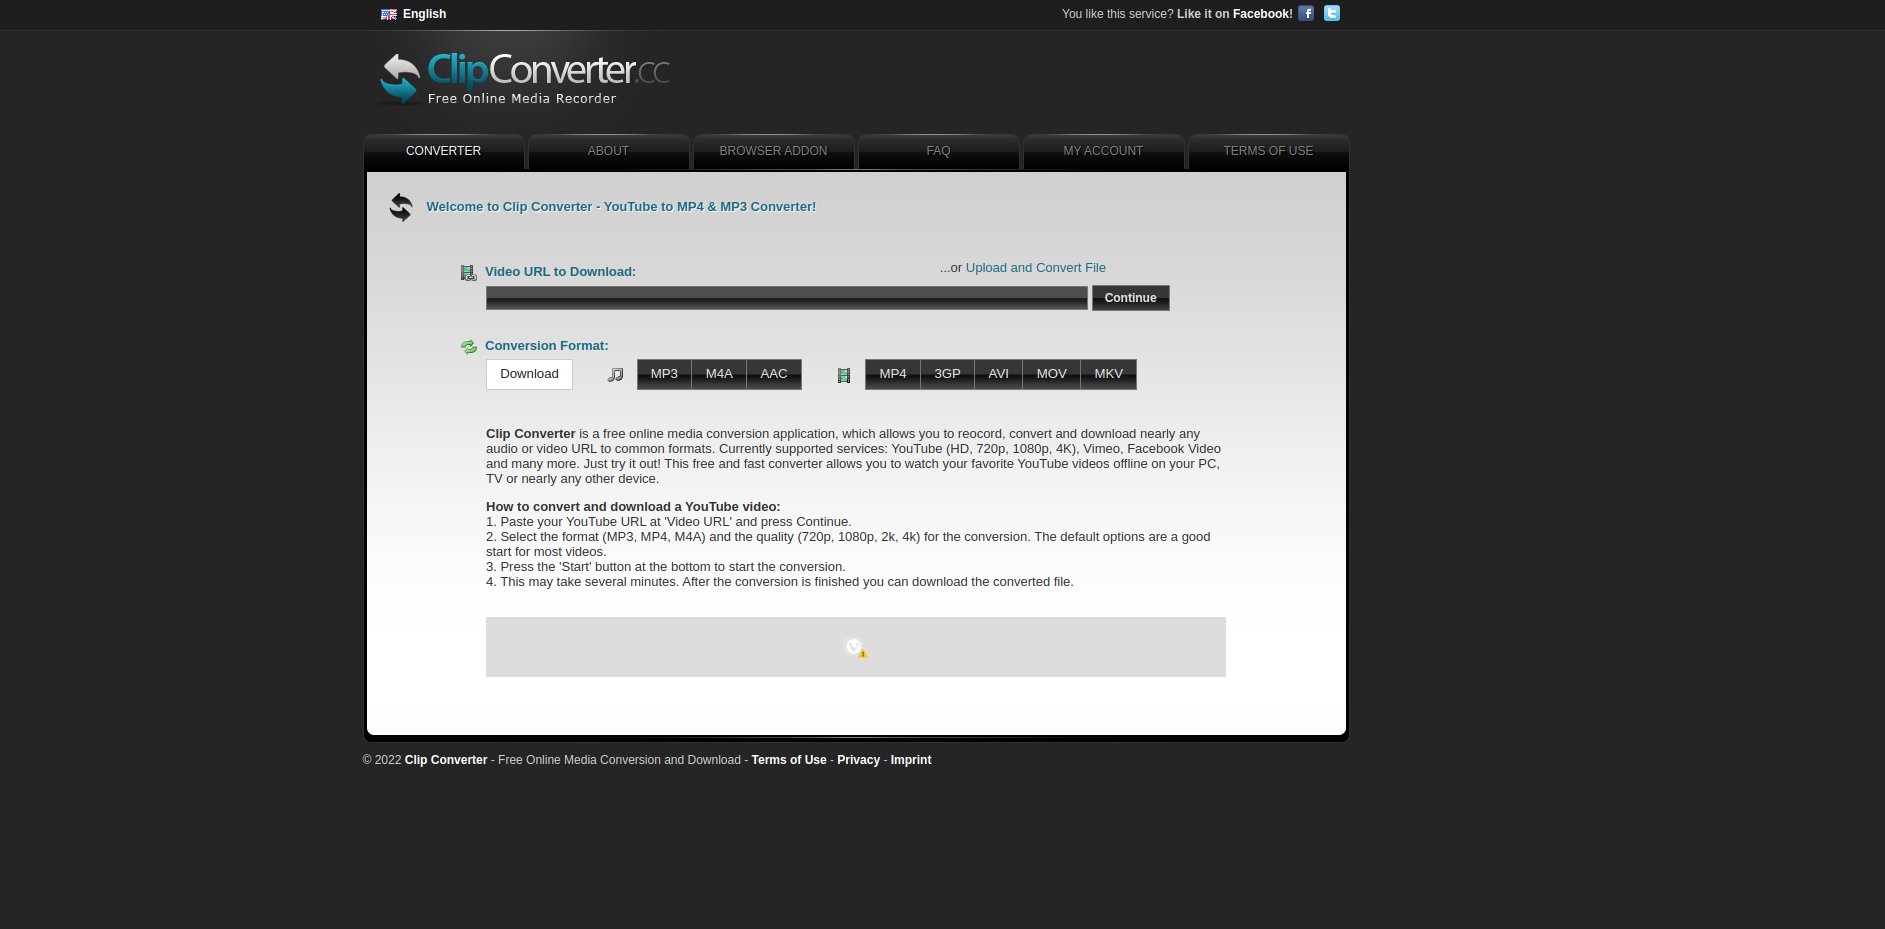 English
You like this service? Like it on Facebook!
ClipConverter.cc
Free Online Media Recorder
CONVERTER
ABOUT
BROWSER ADDON
FAQ
MY ACCOUNT
TERMS OF USE
Welcome to Clip Converter - YouTube to MP4 & MP3 Converter!
Video URL to Download:
...or Upload and Convert File
Continue
Conversion Format:
Download
MP3
M4A
AAC
MP4
3GP
AVI
MOV
MKV
Clip Converter is a free online media conversion application, which allows you to reocord, convert and download nearly any
audio or video URL to common formats. Currently supported services: YouTube (HD, 720p, 1080p, 4K), Vimeo, Facebook Video
and many more. Just try it out! This free and fast converter allows you to watch your favorite YouTube videos offline on your PC,
TV or nearly any other device.
How to convert and download a YouTube video:
1. Paste your YouTube URL at 'Video URL' and press Continue.
2. Select the format (MP3, MP4, M4A) and the quality (720p, 1080p, 2k, 4k) for the conversion. The default options are a good
start for most videos.
3. Press the 'Start' button at the bottom to start the conversion.
4. This may take several minutes. After the conversion is finished you can download the converted file.
© 2022 Clip Converter - Free Online Media Conversion and Download - Terms of Use - Privacy - Imprint